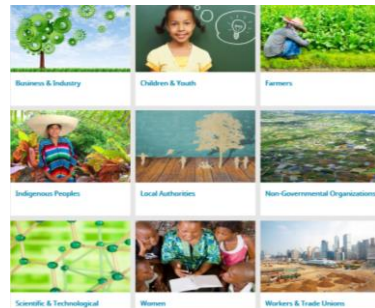 Business & Industry
Children & Youth
Farmers
Indigenous Peoples
Local Authorities
Non-Governmental Organizations
Scientific & Technological
Women
Workers & Trade Unions